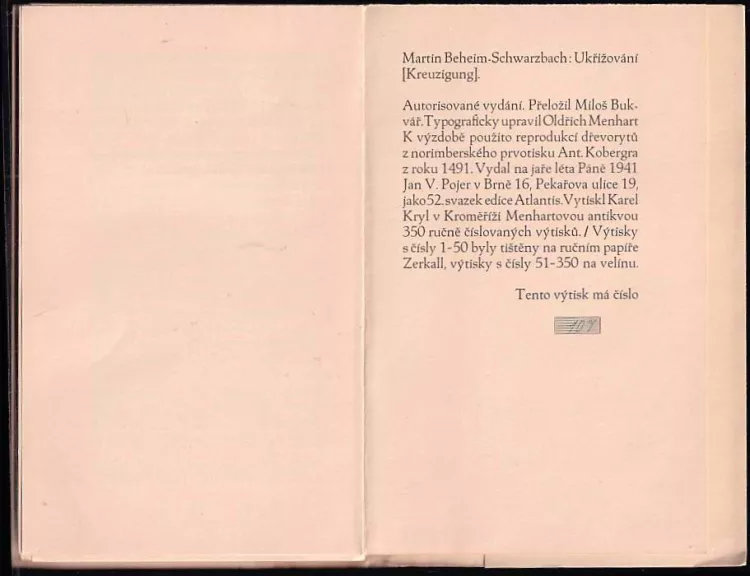 Martin Beheim-Schwarzbach: Ukřižování
[Kreuzigung].
Autorisované vydání. Přeložil Miloš Buk-
vář. Typograficky upravil Oldřich Menhart
K výzdobě použito reprodukcí dřevorytů
z norimberského prvotisku Ant. Kobergra
z roku 1491. Vydal na jaře léta Páně 1941
Jan V. Pojer v Brně 16, Pekařova ulice 19,
jako 52. svazek edice Atlantis. Vytiskl Karel
Kryl v Kroměříži Menhartovou antikvou
350 ručně číslovaných výtisků. / Výtisky
s čísly 1-50 byly tištěny na ručním papíře
Zerkall, výtisky s čísly 51-350 na velínu.
Tento výtisk má číslo